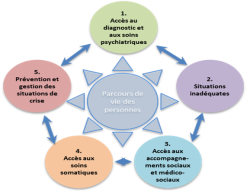 1.
Accès au
diagnostic et
aux soins
psychiatriques
2.
Situations
inadéquates
3.
Accès aux
accompagne-
ments sociaux
et médico-
sociaux
4.
Accès aux
soins
somatiques
5.
Prévention et
gestion des
situations de
crise
Parcours de
vie des
personnes